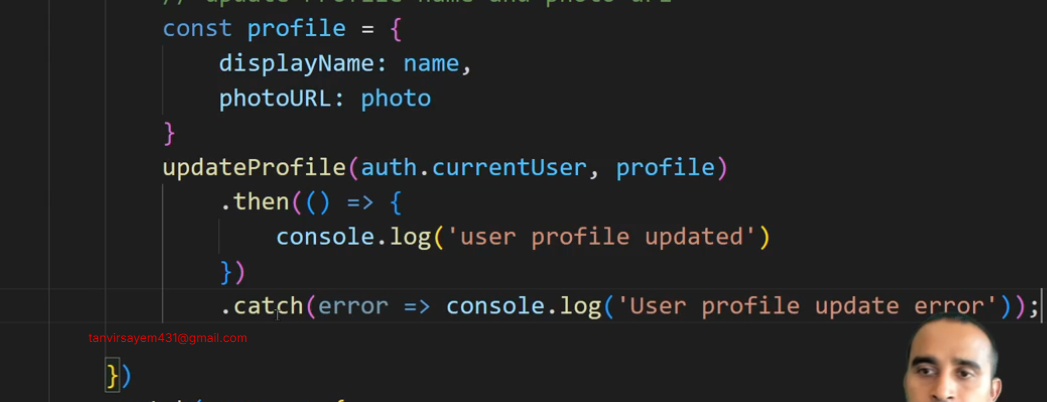 // update Profile name and photo url
const profile = {
displayName: name,
photoURL: photo
}
updateProfile(auth.currentUser, profile)
.then(() => {
console.log('user profile updated')
})
.catch(error => console.log('User profile update error'));
tanvirsayem431@gmail.com
})